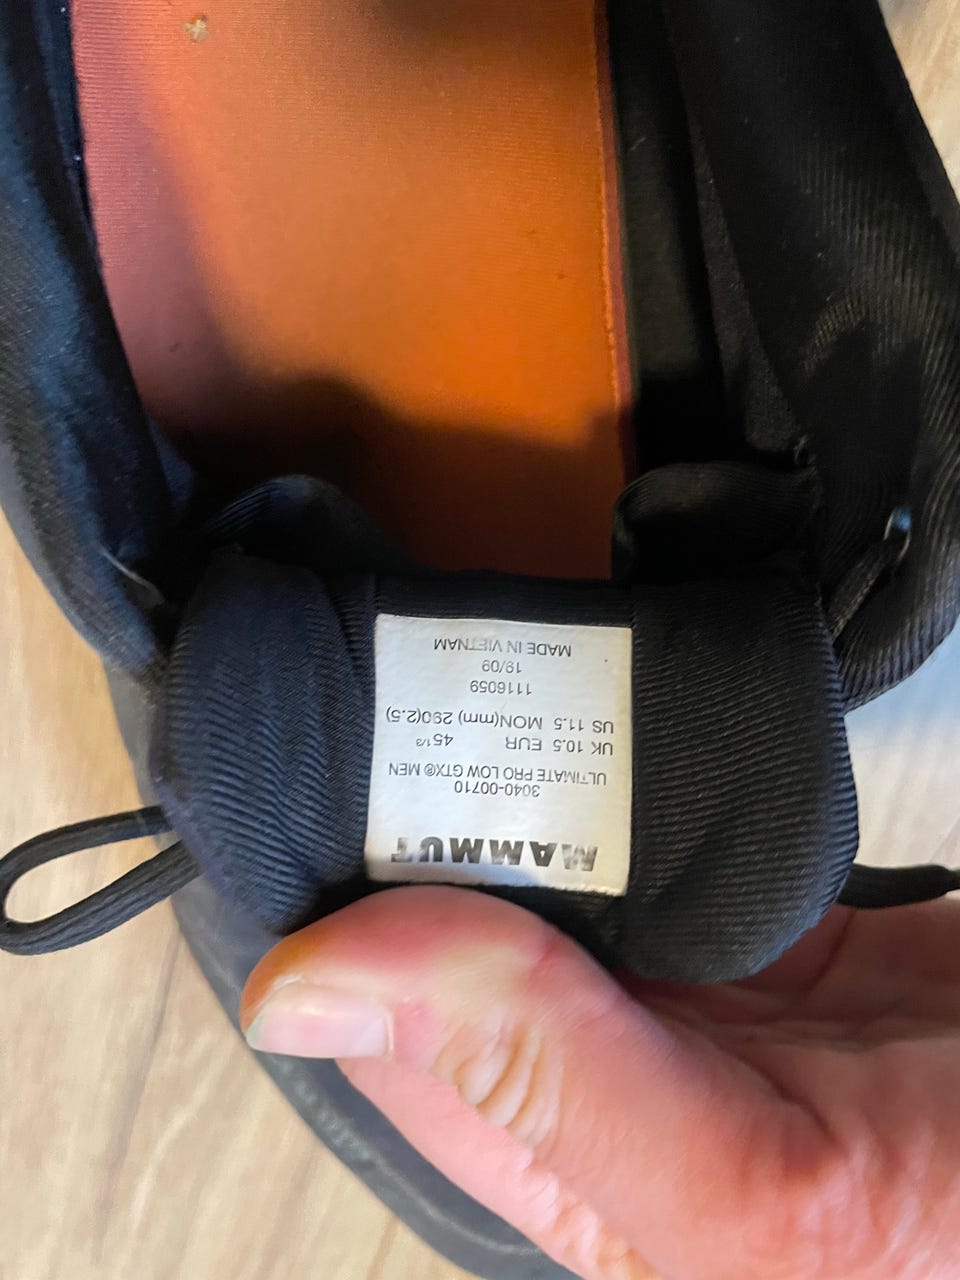 MAMMUT
3040-00710
ULTIMATE PRO LOW GTX® MEN
UK 10.5 EUR 45 1/3
US 11.5 MON(mm) 290(2.5)
1116059
19/09
MADE IN VIETNAM